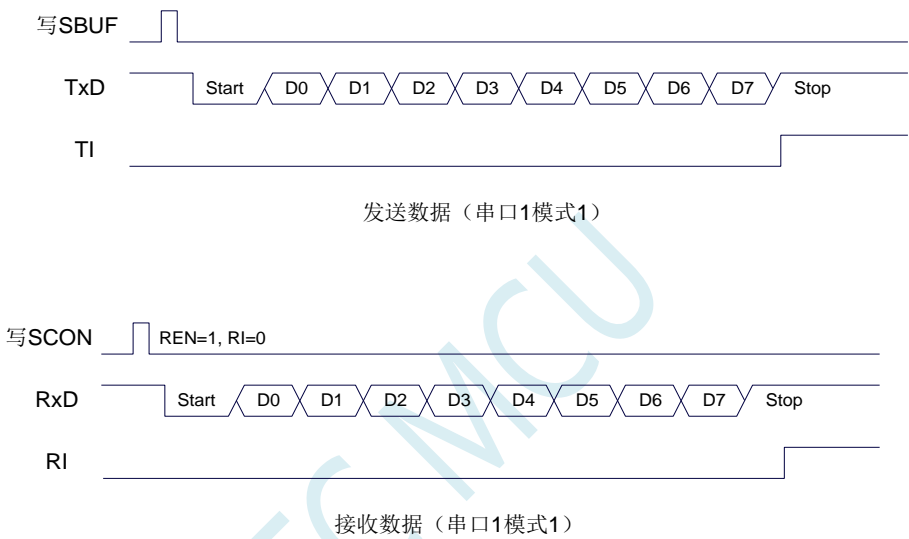 写SBUF
TxD Start D0 D1 D2 D3 D4 D5 D6 D7 Stop
TI
发送数据（串口1模式1）
写SCON REN=1, RI=0
RxD Start D0 D1 D2 D3 D4 D5 D6 D7 Stop
RI
接收数据（串口1模式1）
MCU